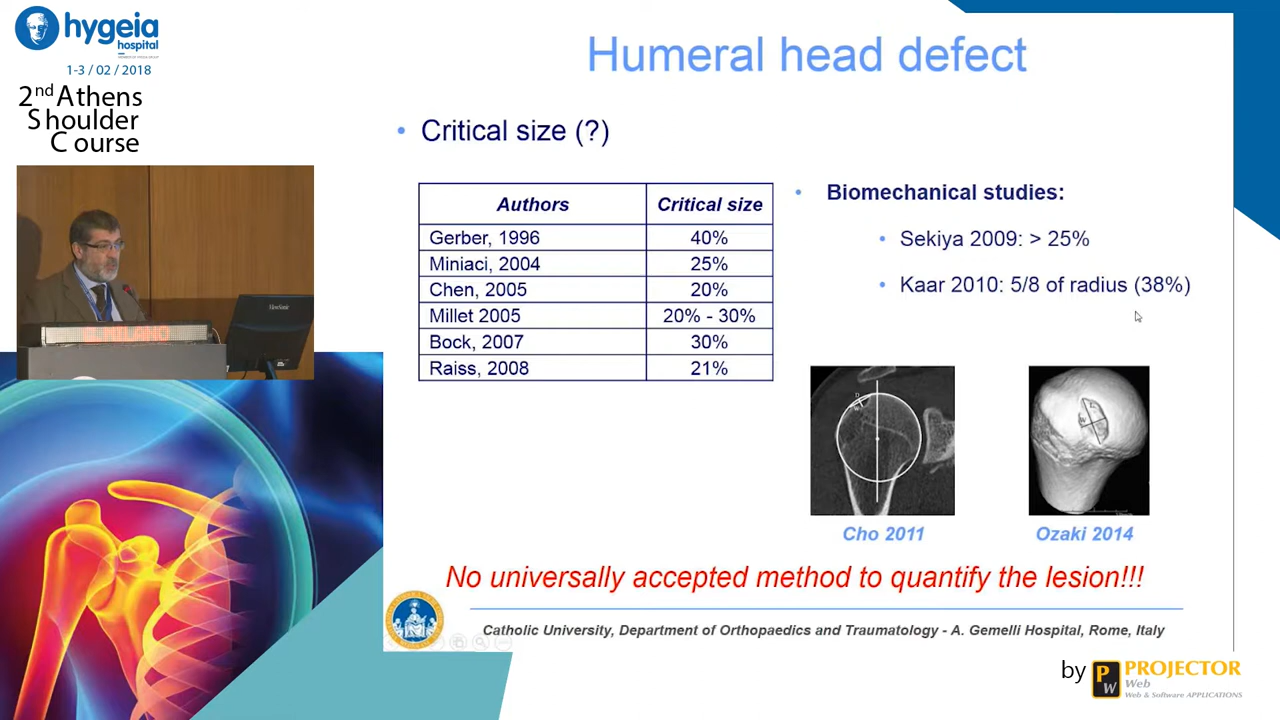 hygeia
hospital
1-3 / 02 / 2018
2nd Athens
Shoulder
Course
Humeral head defect
• Critical size (?)
Authors Critical size
Gerber, 1996 40%
Miniaci, 2004 25%
Chen, 2005 20%
Millet 2005 20% - 30%
Bock, 2007 30%
Raiss, 2008 21%
• Biomechanical studies:
• Sekiya 2009: > 25%
• Kaar 2010: 5/8 of radius (38%)
Cho 2011
Ozaki 2014
No universally accepted method to quantify the lesion!!!
Catholic University, Department of Orthopaedics and Traumatology - A. Gemelli Hospital, Rome, Italy
by PW PROJECTOR
Web
Web & Software APPLICATIONS